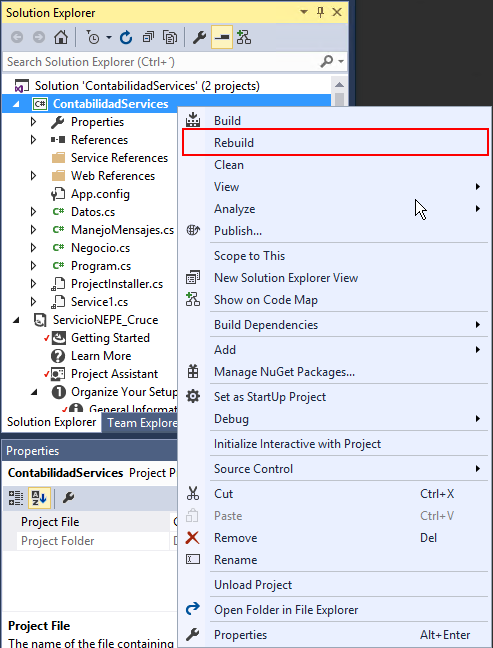 Solution Explorer
Search Solution Explorer (Ctrl+´)
Solution 'ContabilidadServices' (2 projects)
C# ContabilidadServices
Properties
References
Service References
Web References
App.config
C# Datos.cs
C# ManejoMensajes.cs
C# Negocio.cs
C# Program.cs
ProjectInstaller.cs
Service1.cs
ServicioNEPE_Cruce
Getting Started
Learn More
Project Assistant
1 Organize Your Setup
General Informat
Solution Explorer Team Explore
Properties
ContabilidadServices Project P
Project File
Project Folder
Project File
The name of the file containing
Build
Rebuild
Clean
View
Analyze
Publish...
Scope to This
New Solution Explorer View
Show on Code Map
Build Dependencies
Add
Manage NuGet Packages...
Set as StartUp Project
Debug
Initialize Interactive with Project
Source Control
Cut Ctrl+X
Paste Ctrl+V
Remove Del
Rename
Unload Project
Open Folder in File Explorer
Properties Alt+Enter